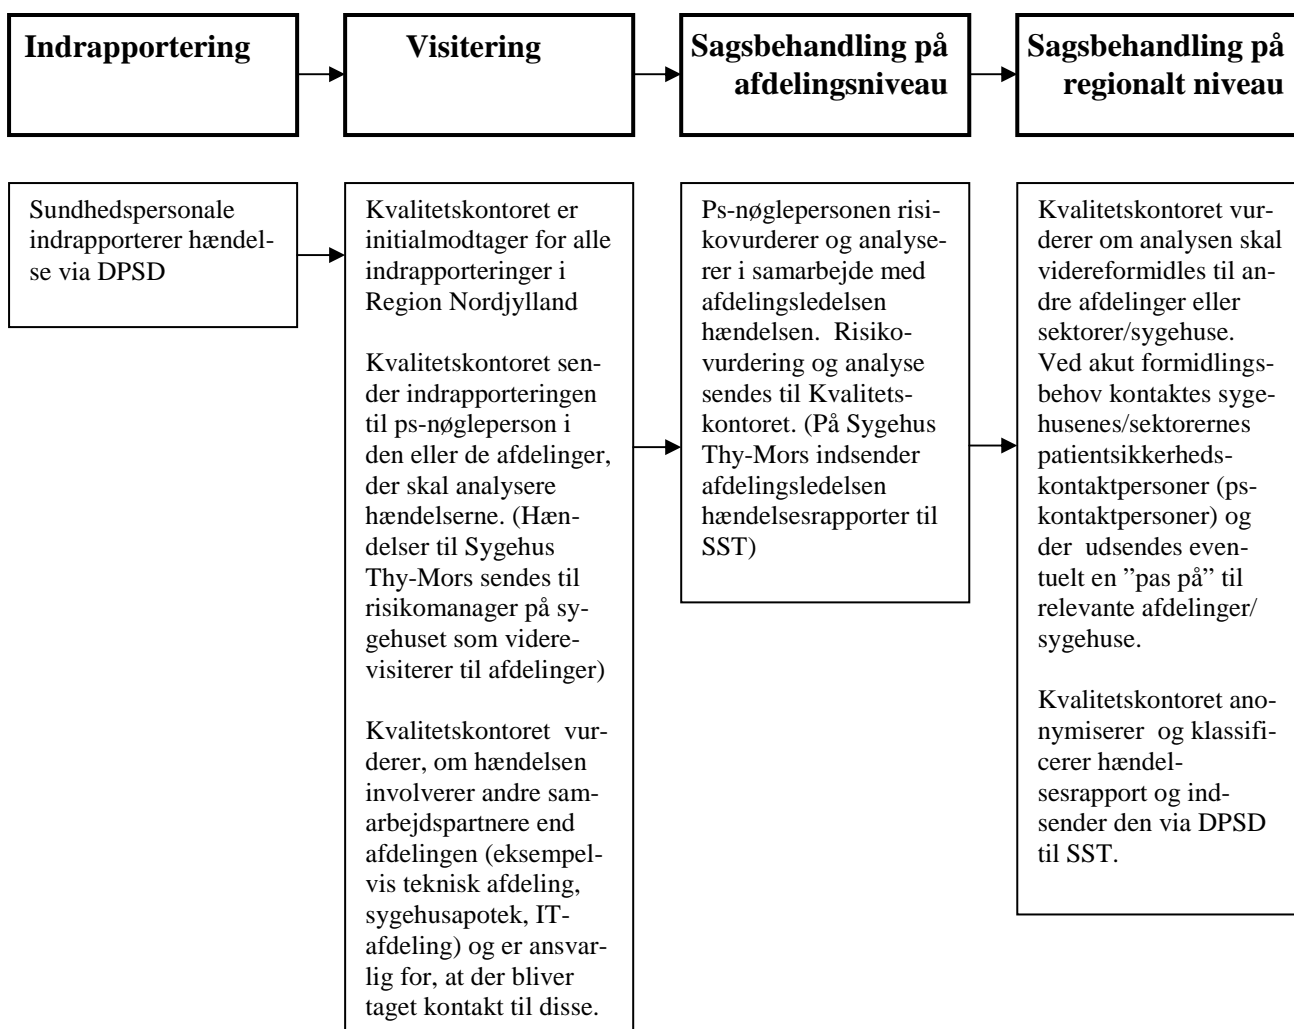 Indrapportering
Visitering
Sagsbehandling på
afdelingsniveau
Sagsbehandling på
regionalt niveau
Sundhedspersonale
indrapporterer hændel-
se via DPSD
Kvalitetskontoret er
initialmodtager for alle
indrapporteringer i
Region Nordjylland
Kvalitetskontoret sen-
der indrapporteringen
til ps-nøgleperson i
den eller de afdelinger,
der skal analysere
hændelserne. (Hæn-
delser til Sygehus
Thy-Mors sendes til
risikomanager på sy-
gehuset som videre-
visiterer til afdelinger)
Kvalitetskontoret vur-
derer, om hændelsen
involverer andre sam-
arbejdspartnere end
afdelingen (eksempel-
vis teknisk afdeling,
sygehusapotek, IT-
afdeling) og er ansvar-
lig for, at der bliver
taget kontakt til disse.
Ps-nøglepersonen risi-
kovurderer og analyse-
rer i samarbejde med
afdelingsledelsen
hændelsen. Risiko-
vurdering og analyse
sendes til Kvalitets-
kontoret. (På Sygehus
Thy-Mors indsender
afdelingsledelsen
hændelsesrapporter til
SST)
Kvalitetskontoret vur-
derer om analysen skal
videreformidles til an-
dre afdelinger eller
sektorer/sygehuse.
Ved akut formidlings-
behov kontaktes syge-
husenes/sektorernes
patientsikkerheds-
kontaktpersoner (ps-
kontaktpersoner) og
der udsendes even-
tuelt en ”pas på” til
relevante afdelinger/
sygehuse.
Kvalitetskontoret ano-
nymiserer og klassifi-
cerer hændel-
sesrapport og ind-
sender den via DPSD
til SST.